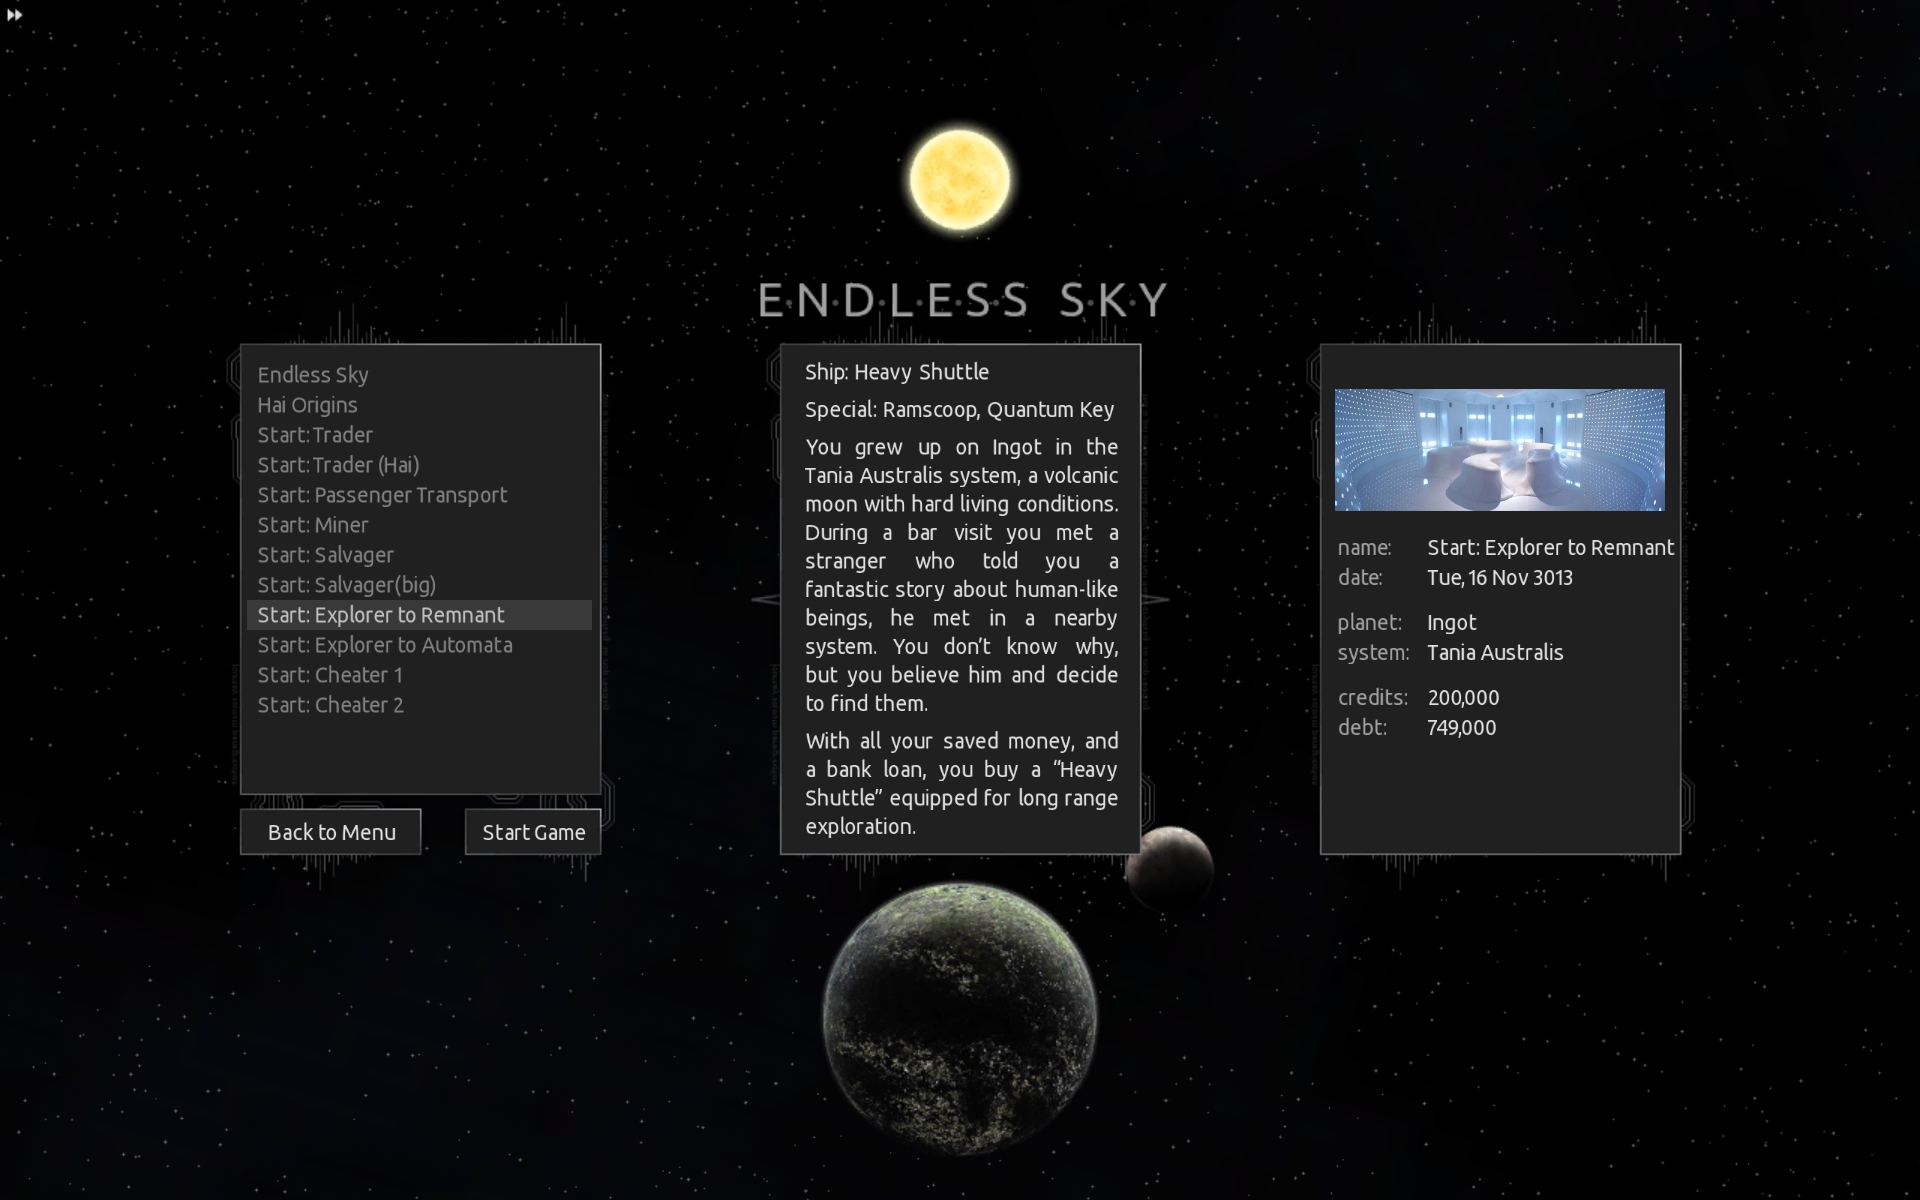 E·N·D·L·E·S·S S·K·Y
Endless Sky
Hai Origins
Start: Trader
Start: Trader (Hai)
Start: Passenger Transport
Start: Miner
Start: Salvager
Start: Salvager(big)
Start: Explorer to Remnant
Start: Explorer to Automata
Start: Cheater 1
Start: Cheater 2
Back to Menu
Start Game
Ship: Heavy Shuttle
Special: Ramscoop, Quantum Key
You grew up on Ingot in the
Tania Australis system, a volcanic
moon with hard living conditions.
During a bar visit you met a
stranger who told you a
fantastic story about human-like
beings, he met in a nearby
system. You don’t know why,
but you believe him and decide
to find them.
With all your saved money, and
a bank loan, you buy a “Heavy
Shuttle” equipped for long range
exploration.
name: Start: Explorer to Remnant
date: Tue, 16 Nov 3013
planet: Ingot
system: Tania Australis
credits: 200,000
debt: 749,000